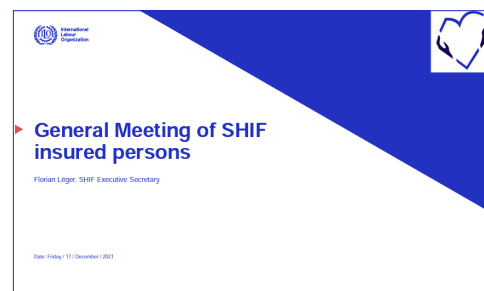 International
Labour
Organization
General Meeting of SHIF
insured persons
Florian Léger, SHIF Executive Secretary
Date: Friday / 17 / December / 2021